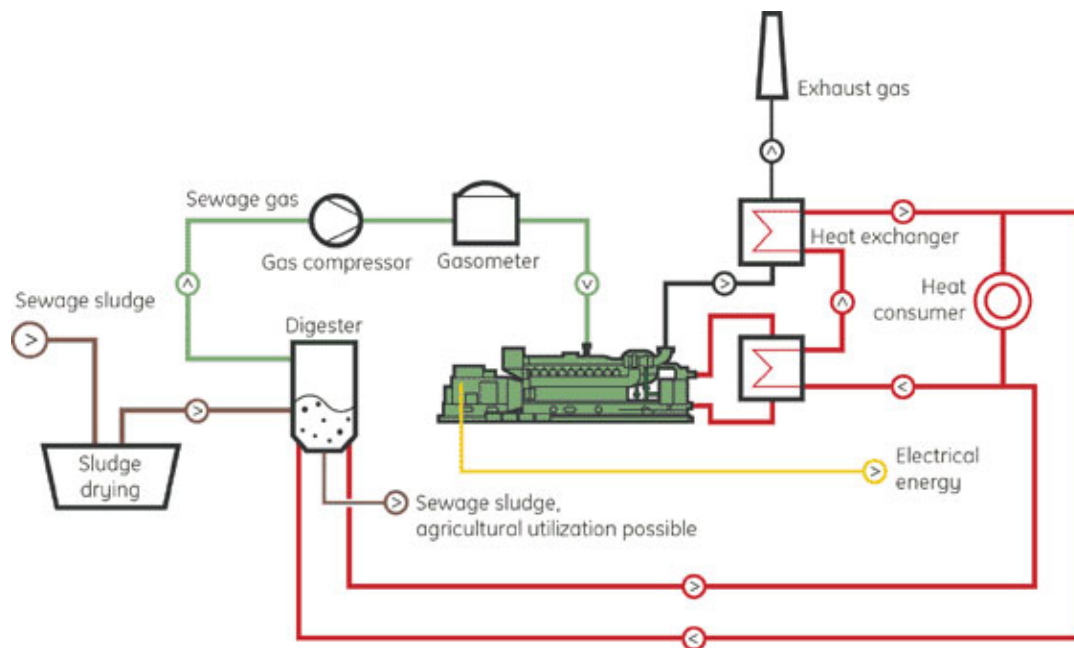 Exhaust gas
Sewage gas
Gas compressor
Gasometer
Heat exchanger
Sewage sludge
Digester
Heat
consumer
Sludge
drying
Electrical
energy
Sewage sludge,
agricultural utilization possible